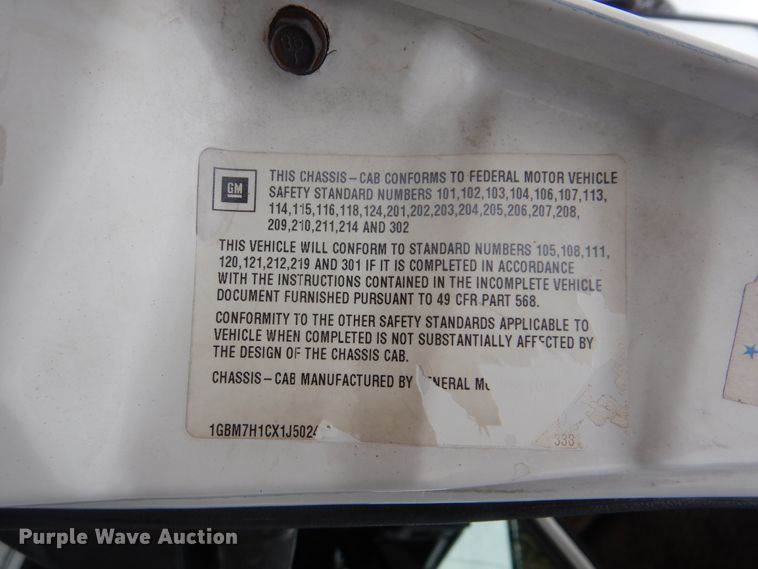 GM
THIS CHASSIS-CAB CONFORMS TO FEDERAL MOTOR VEHICLE
SAFETY STANDARD NUMBERS 101,102,103,104,106,107,113,
114,115,116,118,124,201,202,203,204,205,206,207,208,
209,210,211,214 AND 302
THIS VEHICLE WILL CONFORM TO STANDARD NUMBERS 105,108,111,
120,121,212,219 AND 301 IF IT IS COMPLETED IN ACCORDANCE
WITH THE INSTRUCTIONS CONTAINED IN THE INCOMPLETE VEHICLE
DOCUMENT FURNISHED PURSUANT TO 49 CFR PART 568.
CONFORMITY TO THE OTHER SAFETY STANDARDS APPLICABLE TO
VEHICLE WHEN COMPLETED IS NOT SUBSTANTIALLY AFFECTED BY
THE DESIGN OF THE CHASSIS CAB.
CHASSIS-CAB MANUFACTURED BY GENERAL
1GBM7H1CX1J5024
338
Purple Wave Auction